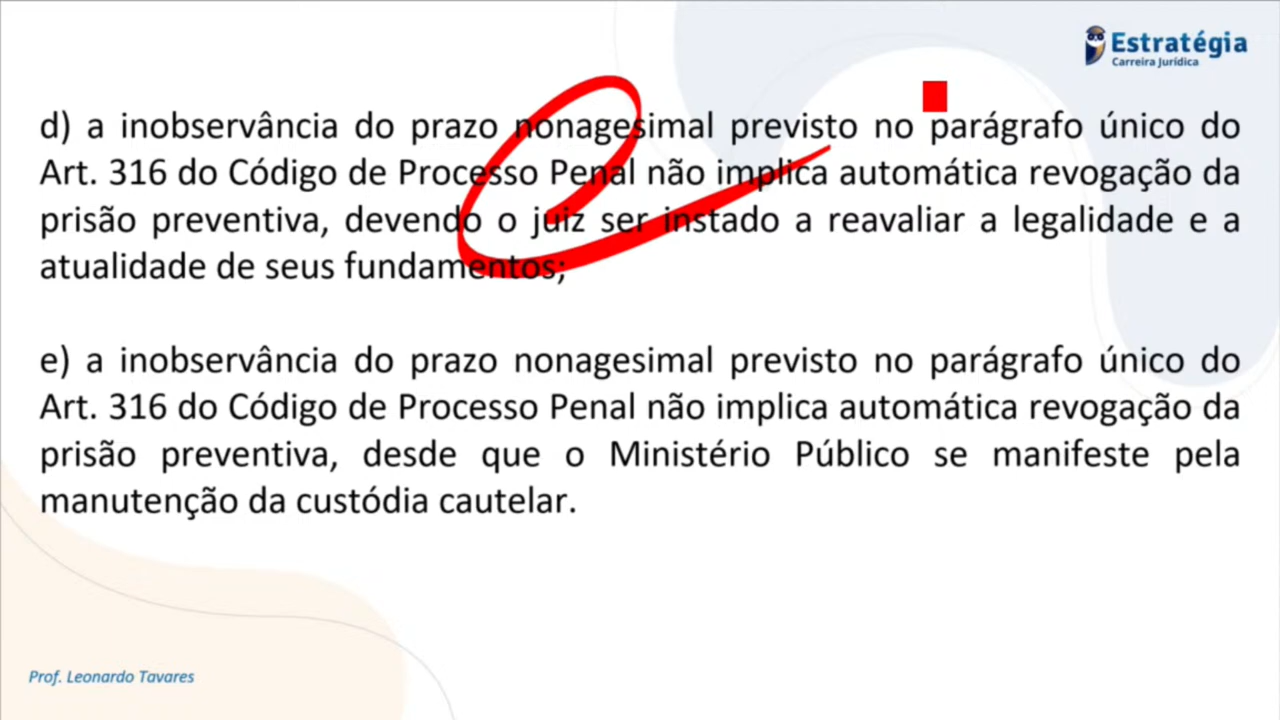 Estratégia
Carreira Jurídica
d) a inobservância do prazo nonagesimal previsto no parágrafo único do
Art. 316 do Código de Processo Penal não implica automática revogação da
prisão preventiva, devendo o juiz ser instado a reavaliar a legalidade e a
atualidade de seus fundamentos;
e) a inobservância do prazo nonagesimal previsto no parágrafo único do
Art. 316 do Código de Processo Penal não implica automática revogação da
prisão preventiva, desde que o Ministério Público se manifeste pela
manutenção da custódia cautelar.
Prof. Leonardo Tavares